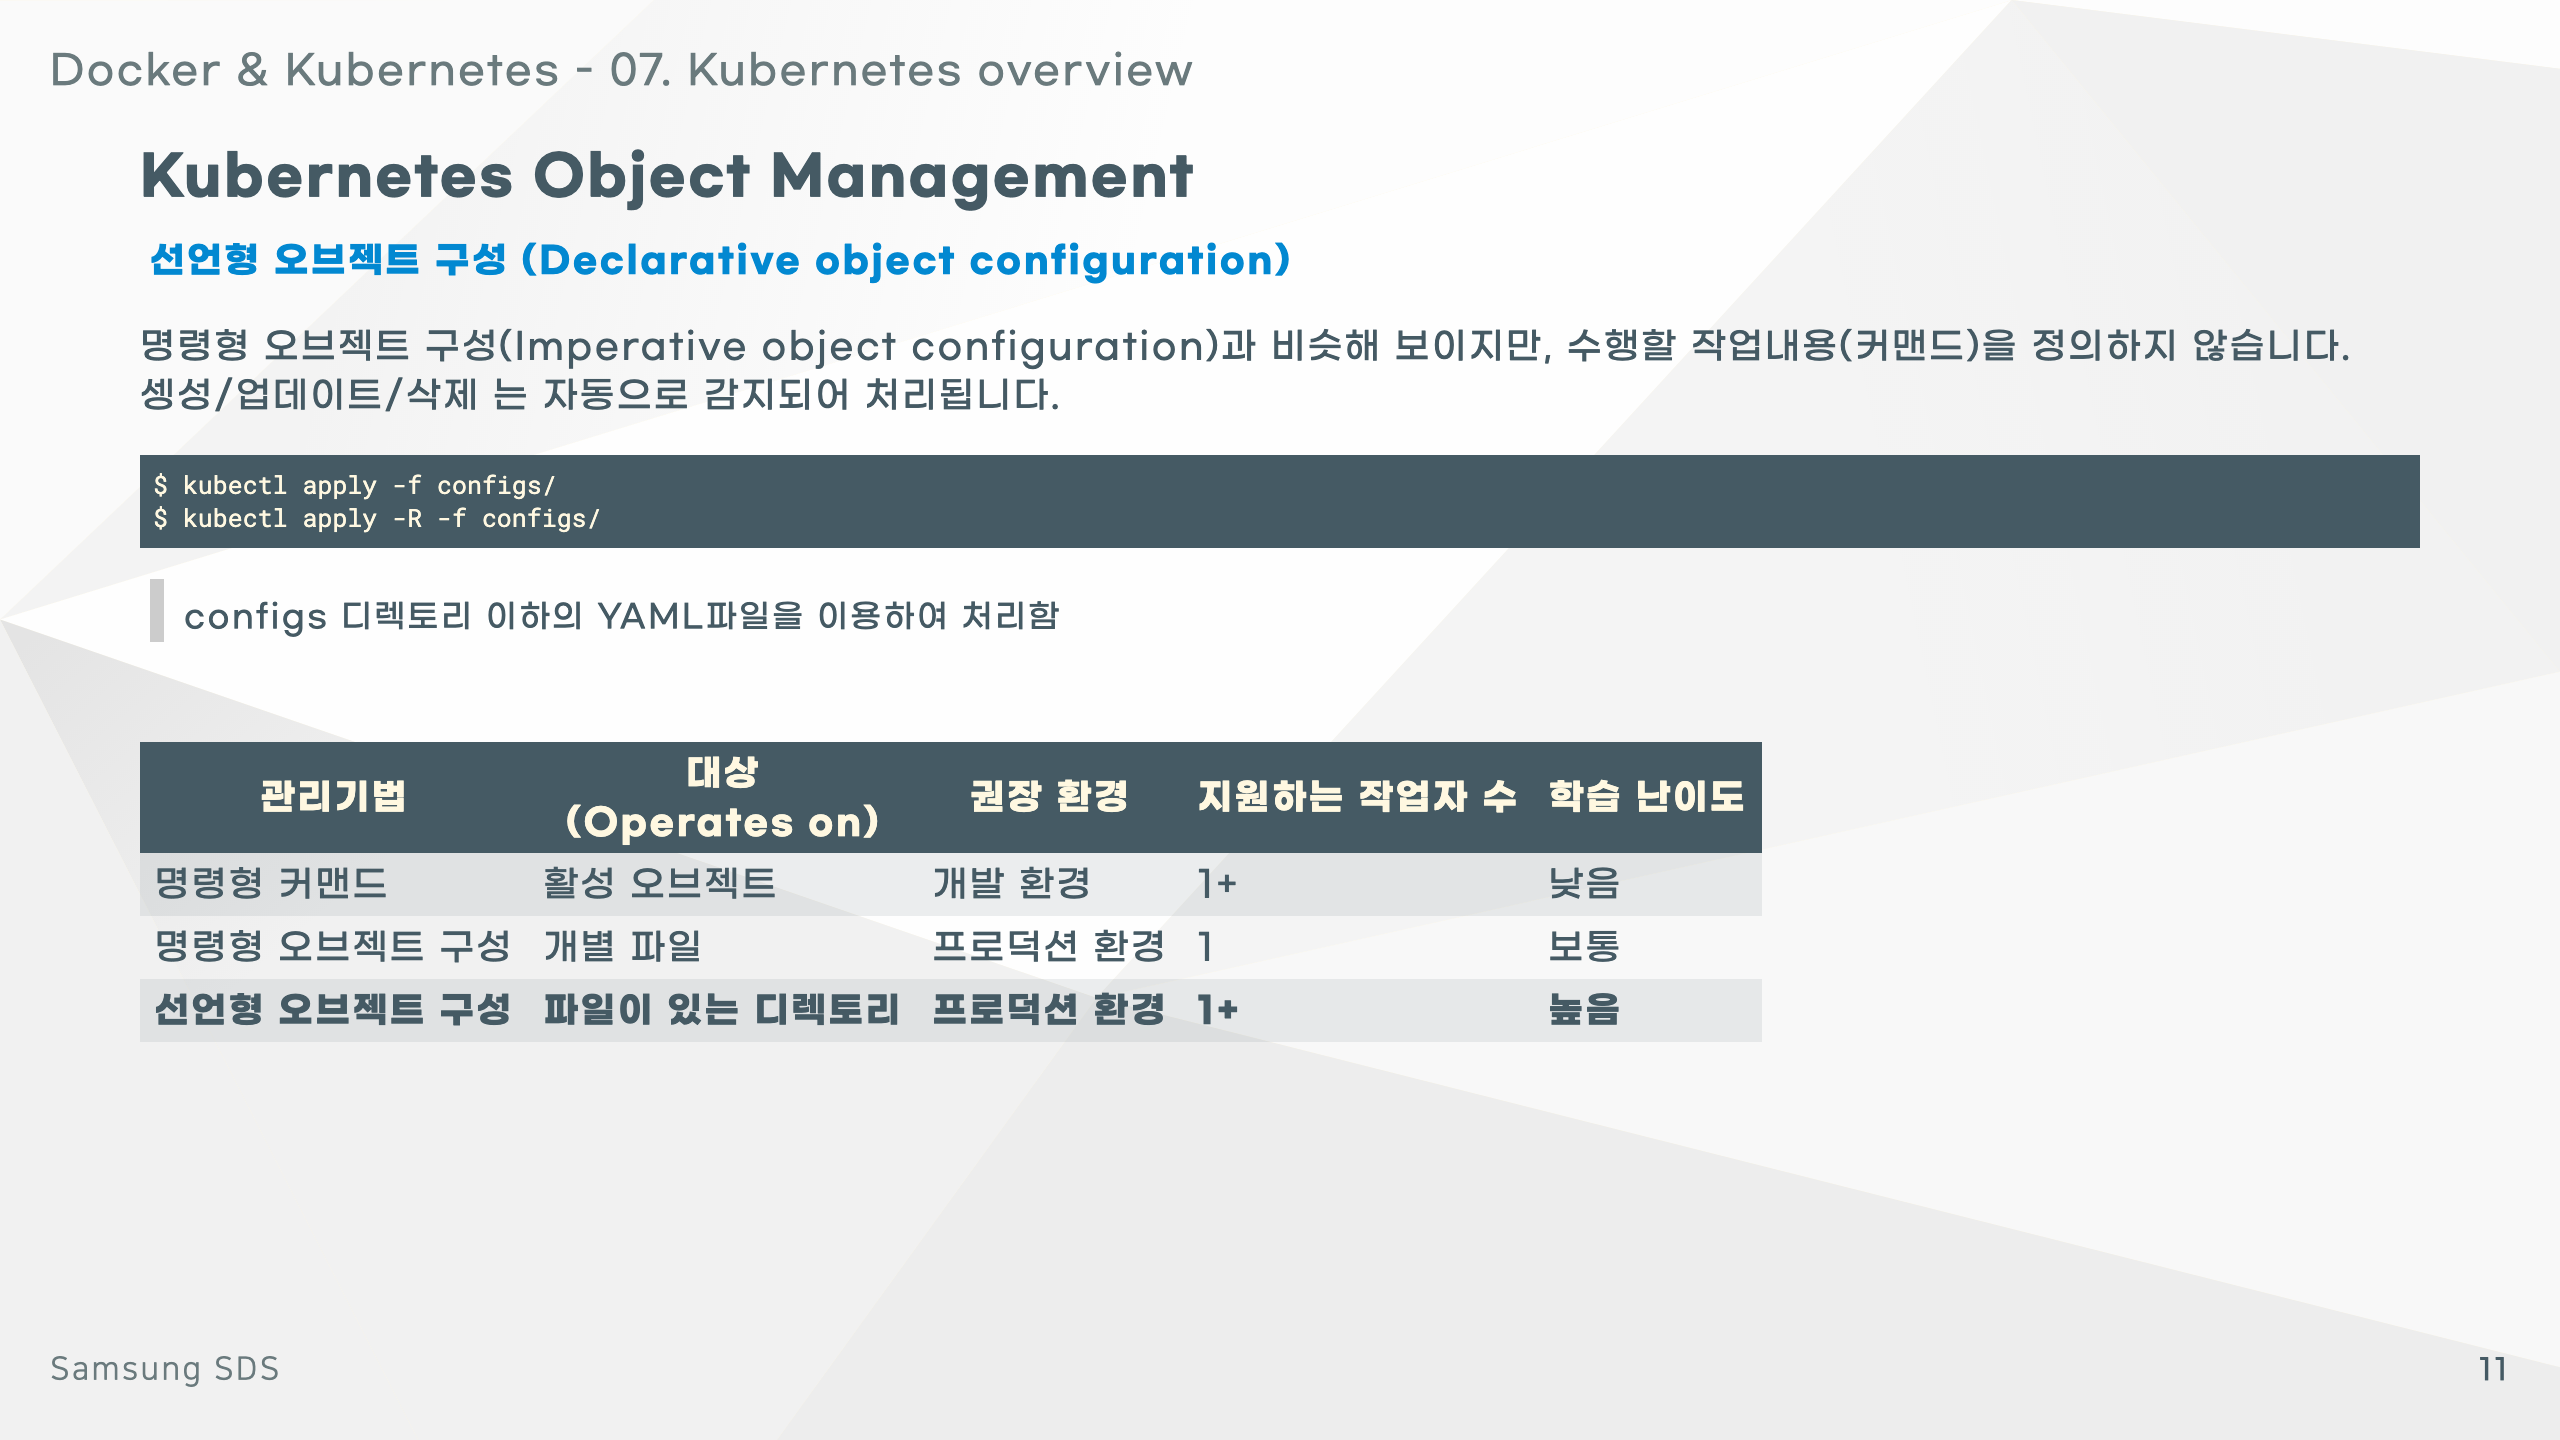 Docker & Kubernetes - 07. Kubernetes overview
Kubernetes Object Management
선언형 오브젝트 구성 (Declarative object configuration)
명령형 오브젝트 구성(Imperative object configuration)과 비슷해 보이지만, 수행할 작업내용(커맨드)을 정의하지 않습니다.
셍성/업데이트/삭제 는 자동으로 감지되어 처리됩니다.
$ kubectl apply -f configs/
$ kubectl apply -R -f configs/
configs 디렉토리 이하의 YAML파일을 이용하여 처리함
관리기법 대상 (Operates on) 권장 환경 지원하는 작업자 수 학습 난이도
명령형 커맨드 활성 오브젝트 개발 환경 1+ 낮음
명령형 오브젝트 구성 개별 파일 프로덕션 환경 1 보통
선언형 오브젝트 구성 파일이 있는 디렉토리 프로덕션 환경 1+ 높음
Samsung SDS
11